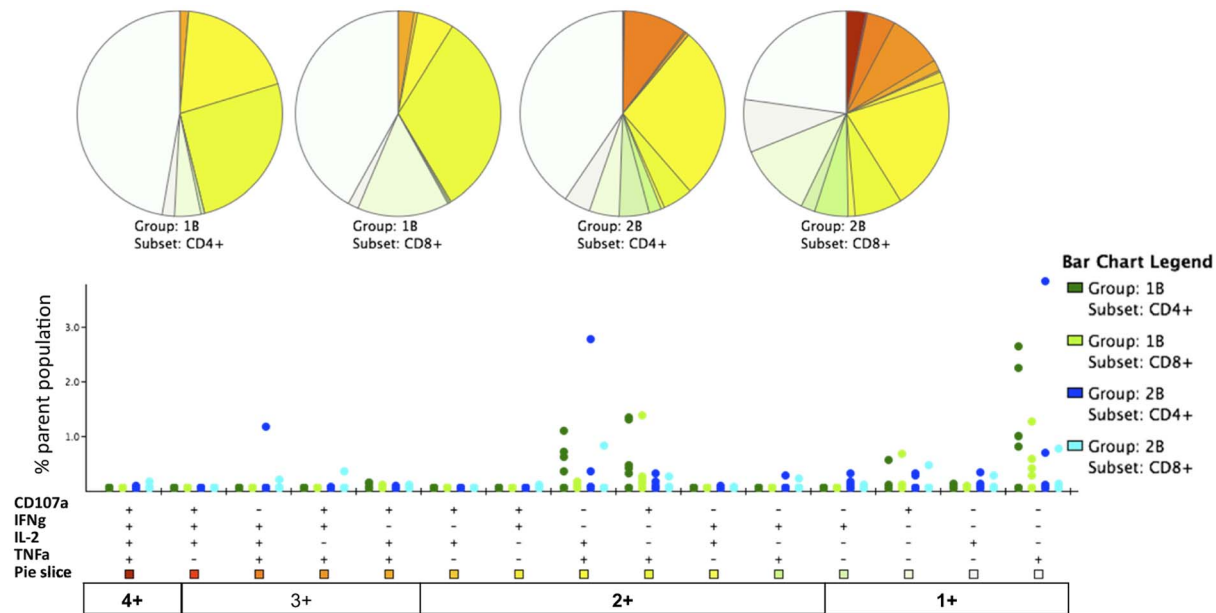 Group: 1B
Subset: CD4+
Group: 1B
Subset: CD8+
Group: 2B
Subset: CD4+
Group: 2B
Subset: CD8+
Bar Chart Legend
Group: 1B
Subset: CD4+
Group: 1B
Subset: CD8+
Group: 2B
Subset: CD4+
Group: 2B
Subset: CD8+
% parent population
3.0
2.0
1.0
CD107a + + - + + + + - + - - - + - -
IFNg + + + + - - + - - + + + - - -
IL-2 + + + - + + - + - + - - - + -
TNFa + - + + + - - + + - + - - - +
Pie slice
4+ 3+ 2+ 1+